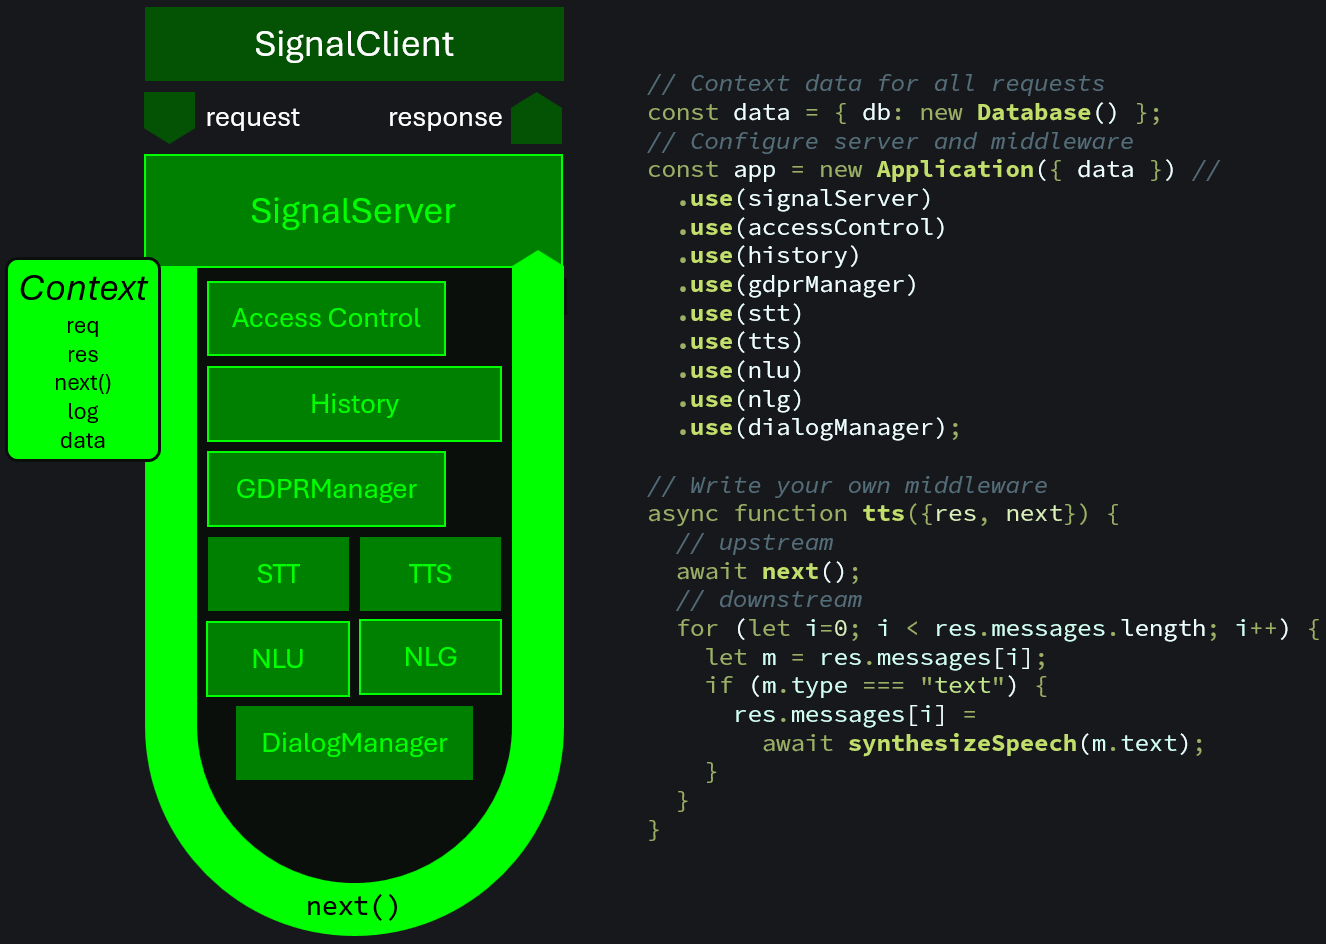 SignalClient
request
response
SignalServer
Context
req
res
next()
log
data
Access Control
History
GDPRManager
STT
TTS
NLU
NLG
DialogManager
next()
// Context data for all requests
const data = { db: new Database() };
// Configure server and middleware
const app = new Application({ data }) //
  .use(signalServer)
  .use(accessControl)
  .use(history)
  .use(gdprManager)
  .use(stt)
  .use(tts)
  .use(nlu)
  .use(nlg)
  .use(dialogManager);
// Write your own middleware
async function tts({res, next}) {
  // upstream
  await next();
  // downstream
  for (let i=0; i < res.messages.length; i++) {
    let m = res.messages[i];
    if (m.type === "text") {
      res.messages[i] =
        await synthesizeSpeech(m.text);
    }
  }
}